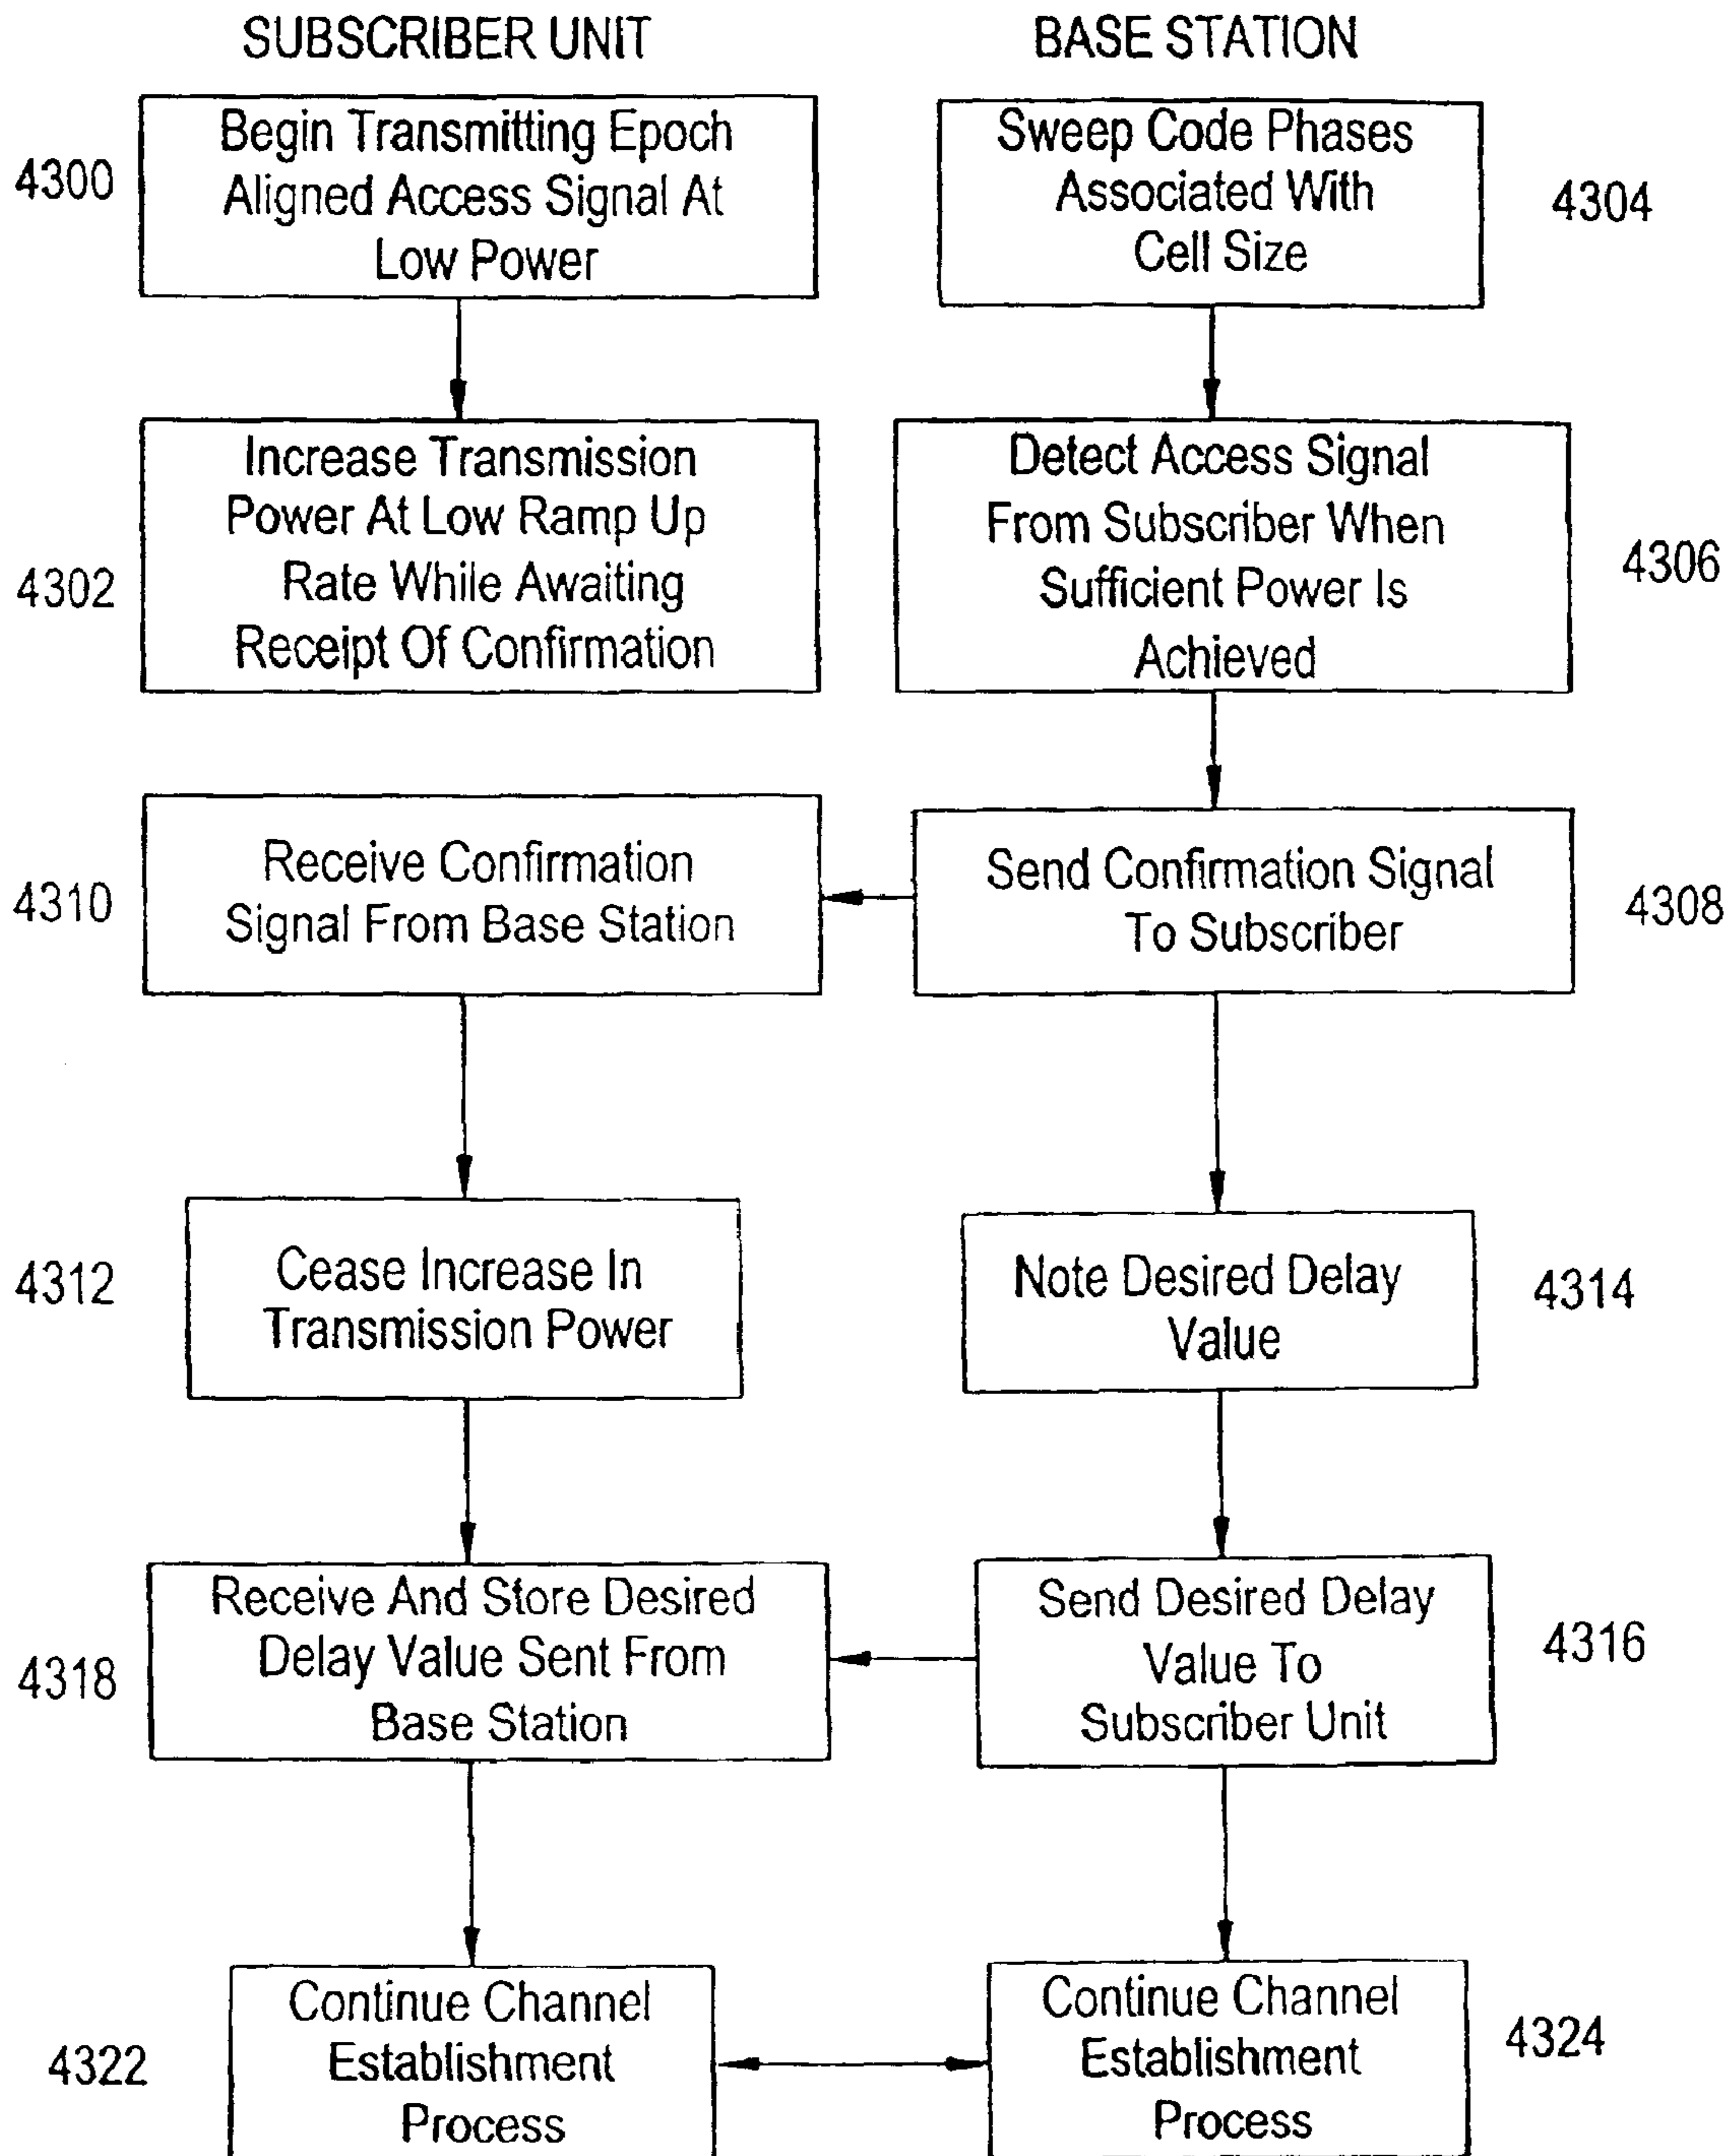 SUBSCRIBER UNIT
BASE STATION
4300
Begin Transmitting Epoch
Aligned Access Signal At
Low Power
Sweep Code Phases
Associated With
Cell Size
4304
4302
Increase Transmission
Power At Low Ramp Up
Rate While Awaiting
Receipt Of Confirmation
Detect Access Signal
From Subscriber When
Sufficient Power Is
Achieved
4306
4310
Receive Confirmation
Signal From Base Station
Send Confirmation Signal
To Subscriber
4308
4312
Cease Increase In
Transmission Power
Note Desired Delay
Value
4314
4318
Receive And Store Desired
Delay Value Sent From
Base Station
Send Desired Delay
Value To
Subscriber Unit
4316
4322
Continue Channel
Establishment
Process
Continue Channel
Establishment
Process
4324